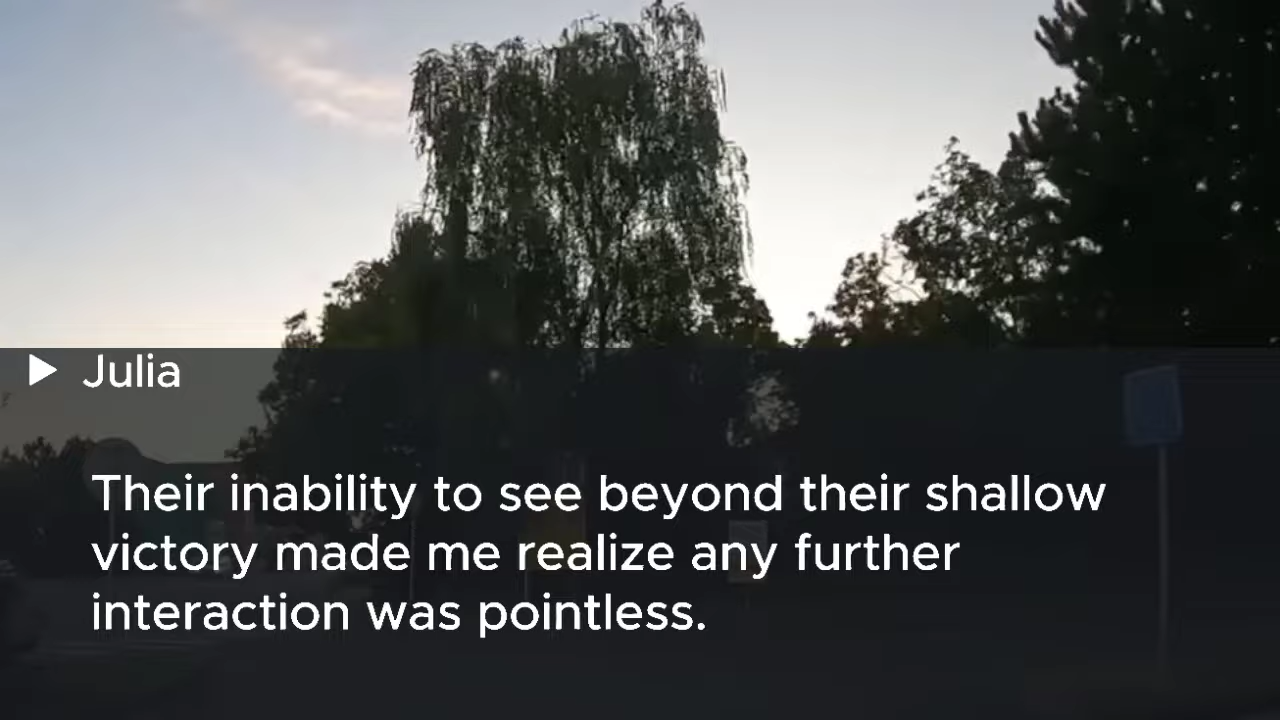 Julia
Their inability to see beyond their shallow
victory made me realize any further
interaction was pointless.